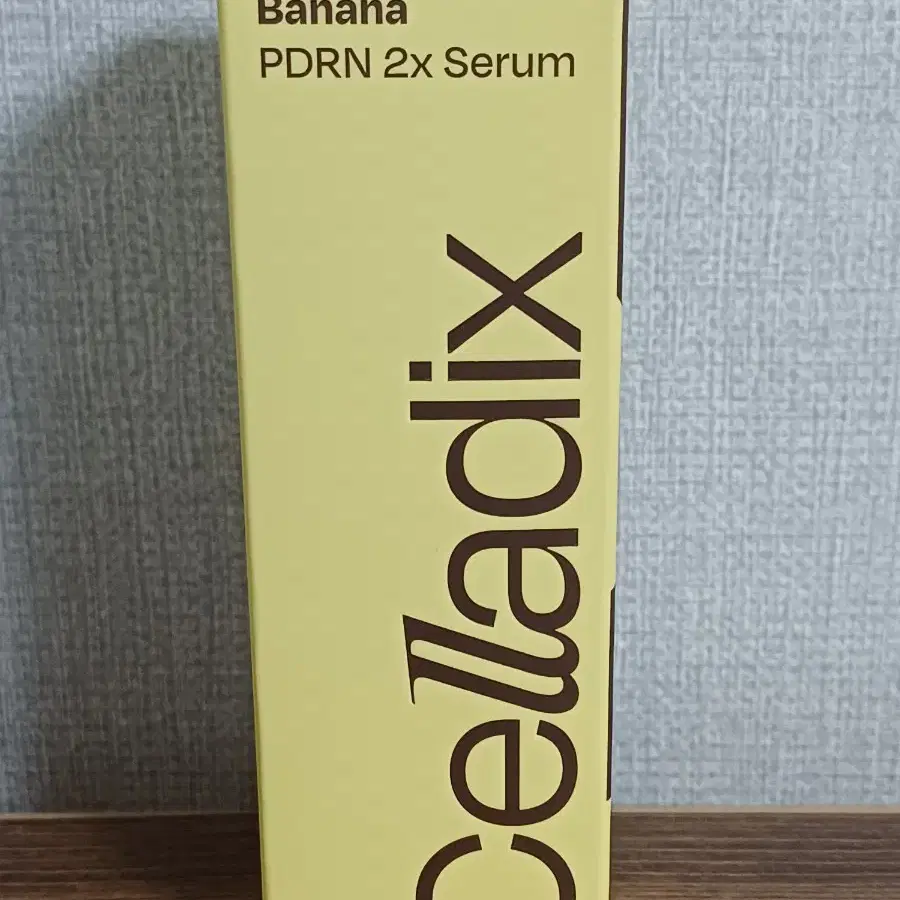 Banana
PDRN 2x Serum
Celladix